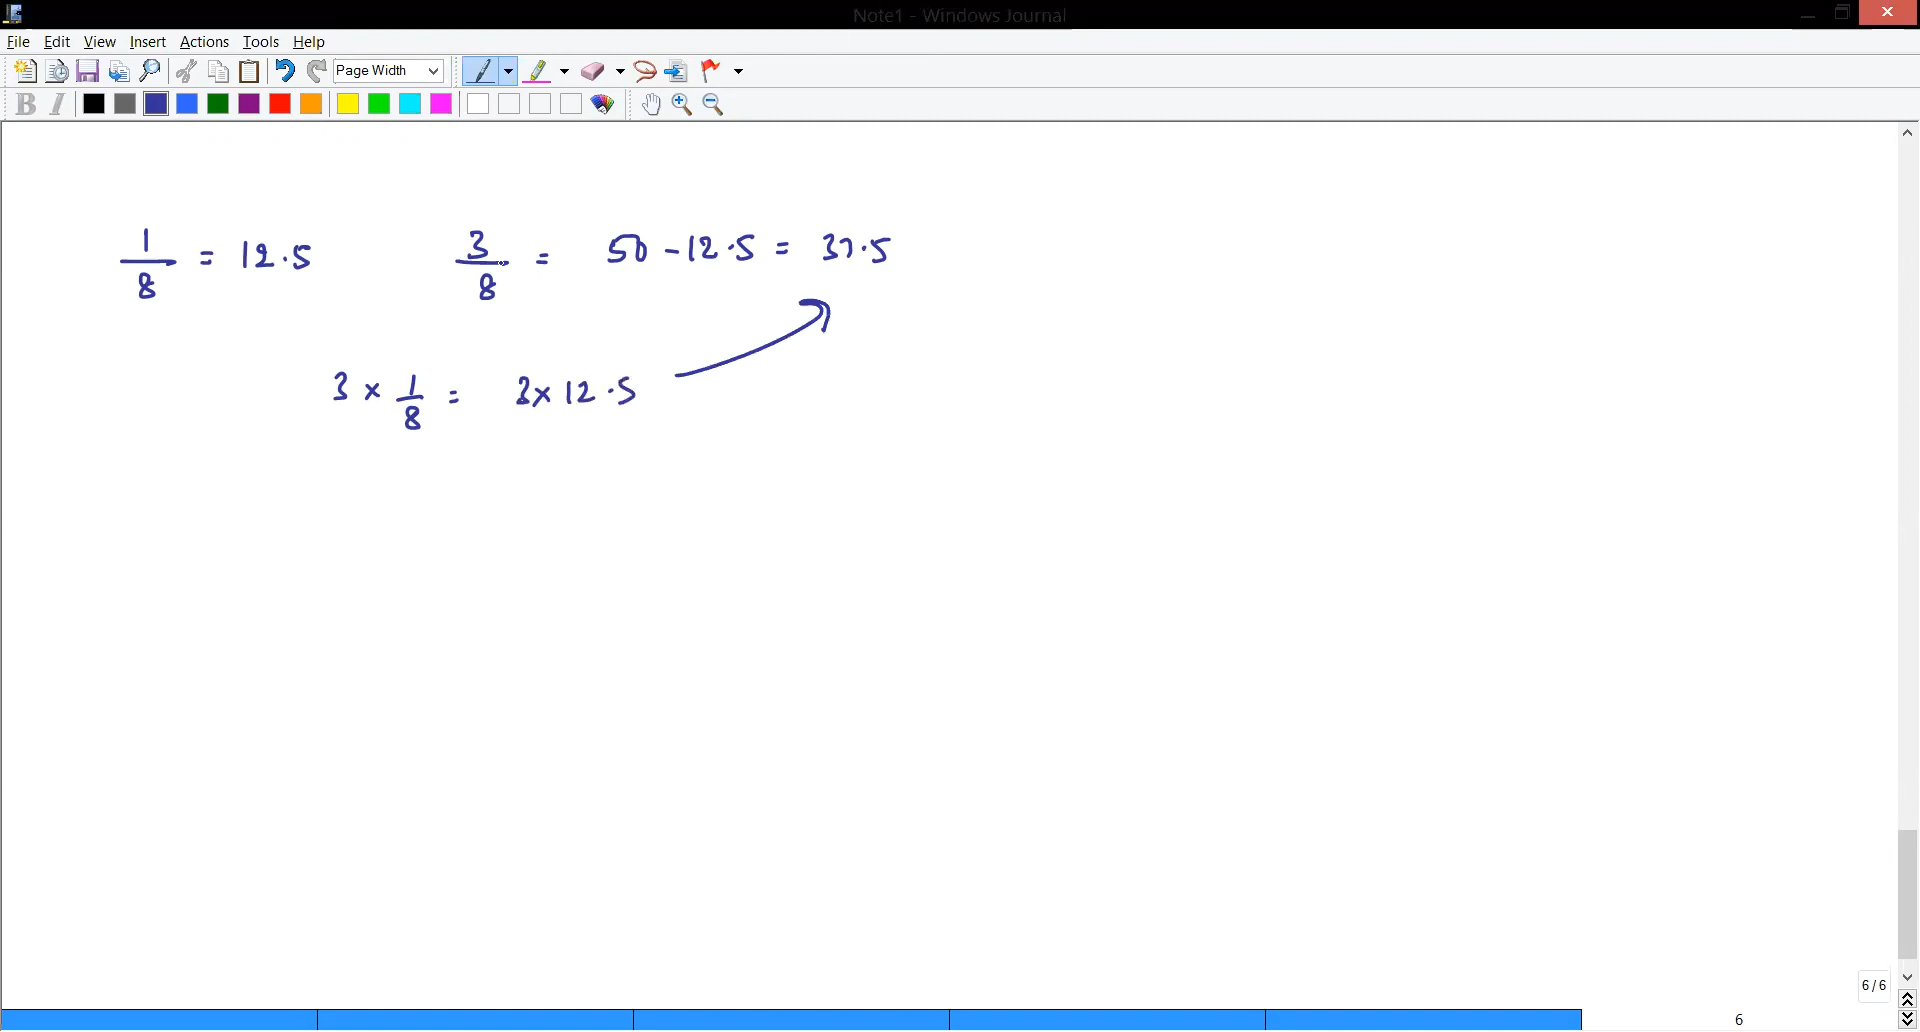 Note1 - Windows Journal
File Edit View Insert Actions Tools Help
Page Width
B I
1/8 = 12.5 3/8 = 50 - 12.5 = 37.5
3 x 1/8 = 3 x 12.5
6 / 6
6